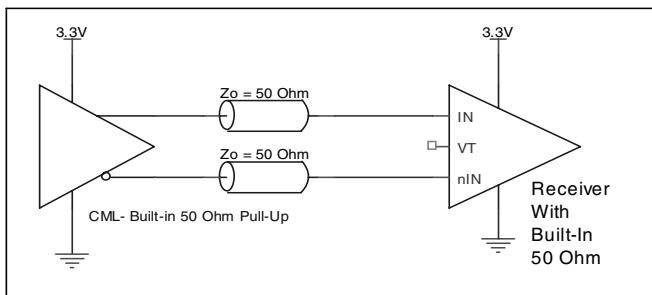 3.3V
3.3V
Zo = 50 Ohm
IN
VT
Zo = 50 Ohm
nIN
CML- Built-in 50 Ohm Pull-Up
Receiver
With
Built-In
50 Ohm